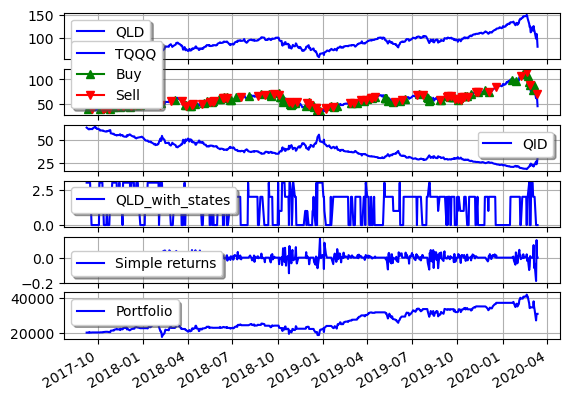 150
100
QLD
TQQQ
Buy
Sell
100
50
50
25
QID
2.5
0.0
QLD_with_states
0.0
−0.2
Simple returns
40000
20000
Portfolio
2017-10
2018-01
2018-04
2018-07
2018-10
2019-01
2019-04
2019-07
2019-10
2020-01
2020-04